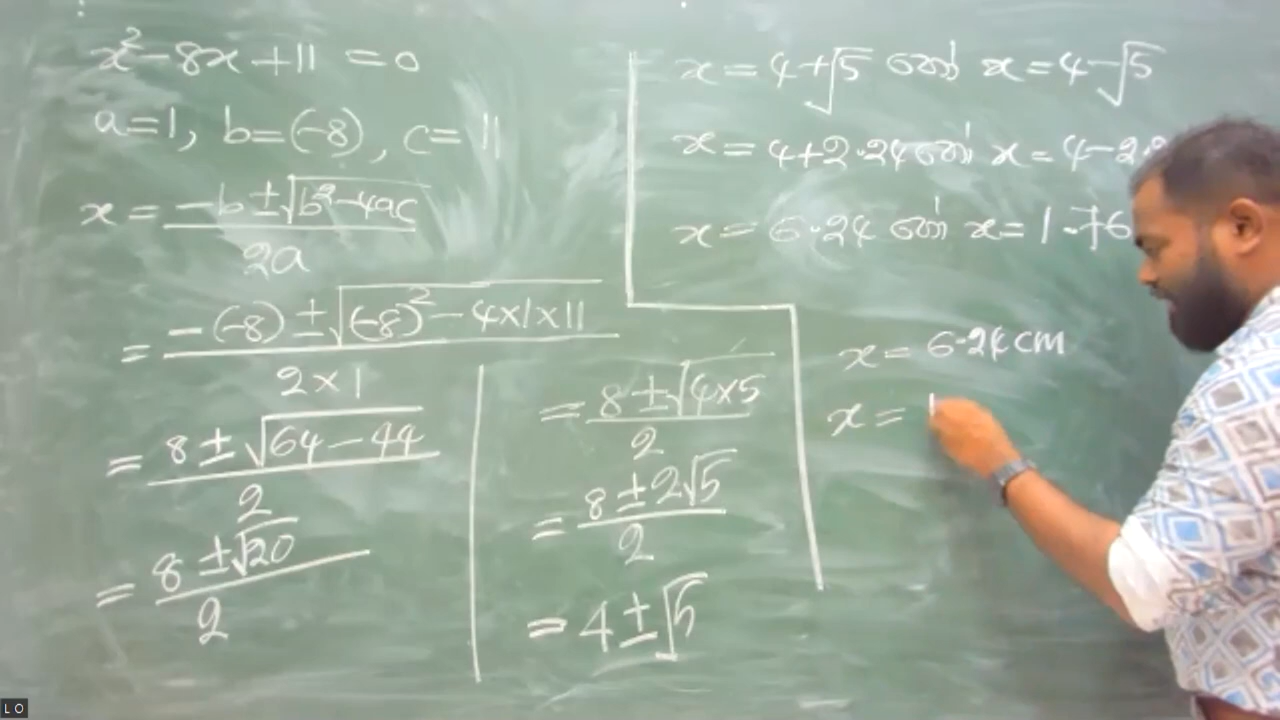 x² - 8x + 11 = 0
a = 1, b = (-8), c = 11
x = (-b ± √(b² - 4ac)) / 2a
= (-(-8) ± √((-8)² - 4×1×11)) / (2×1)
= (8 ± √(64 - 44)) / 2
= (8 ± √20) / 2
= (8 ± √(4×5)) / 2
= (8 ± 2√5) / 2
= 4 ± √5
x = 4 + √5 හෝ x = 4 - √5
x = 4 + 2.24 හෝ x = 4 - 2.2
x = 6.24 හෝ x = 1.76
x = 6.24 cm
x =
L O